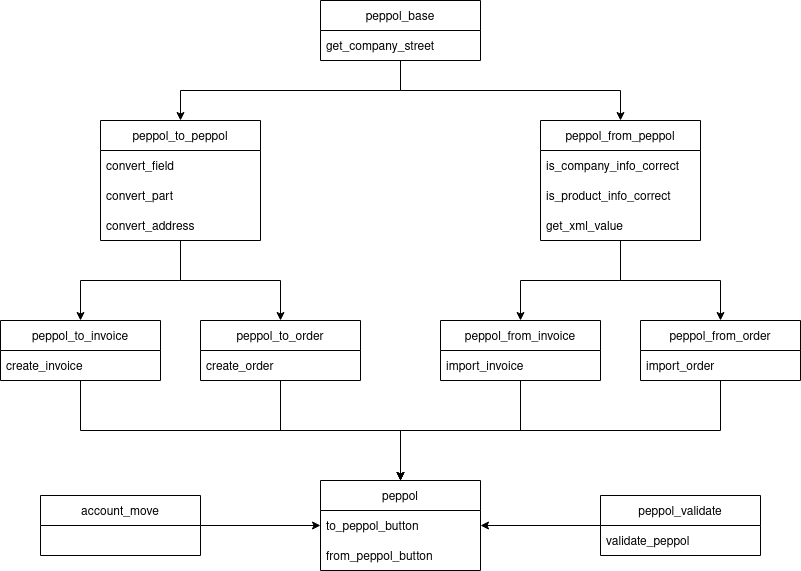 peppol_base
get_company_street
peppol_to_peppol
convert_field
convert_part
convert_address
peppol_from_peppol
is_company_info_correct
is_product_info_correct
get_xml_value
peppol_to_invoice
create_invoice
peppol_to_order
create_order
peppol_from_invoice
import_invoice
peppol_from_order
import_order
account_move
peppol
to_peppol_button
from_peppol_button
peppol_validate
validate_peppol